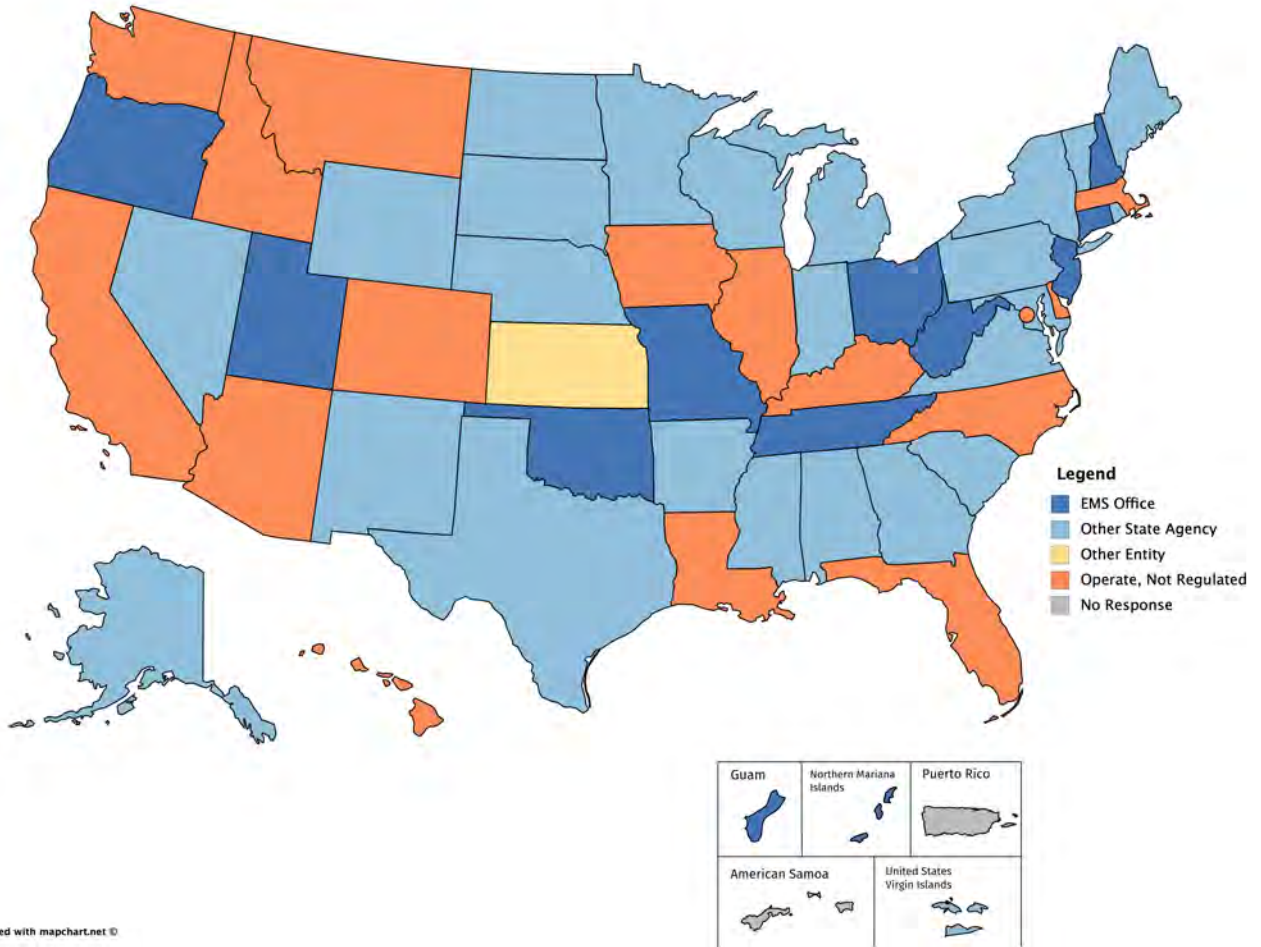 Legend
EMS Office
Other State Agency
Other Entity
Operate, Not Regulated
No Response
Guam
Northern Mariana
Islands
Puerto Rico
American Samoa
United States
Virgin Islands
ed with mapchart.net ©